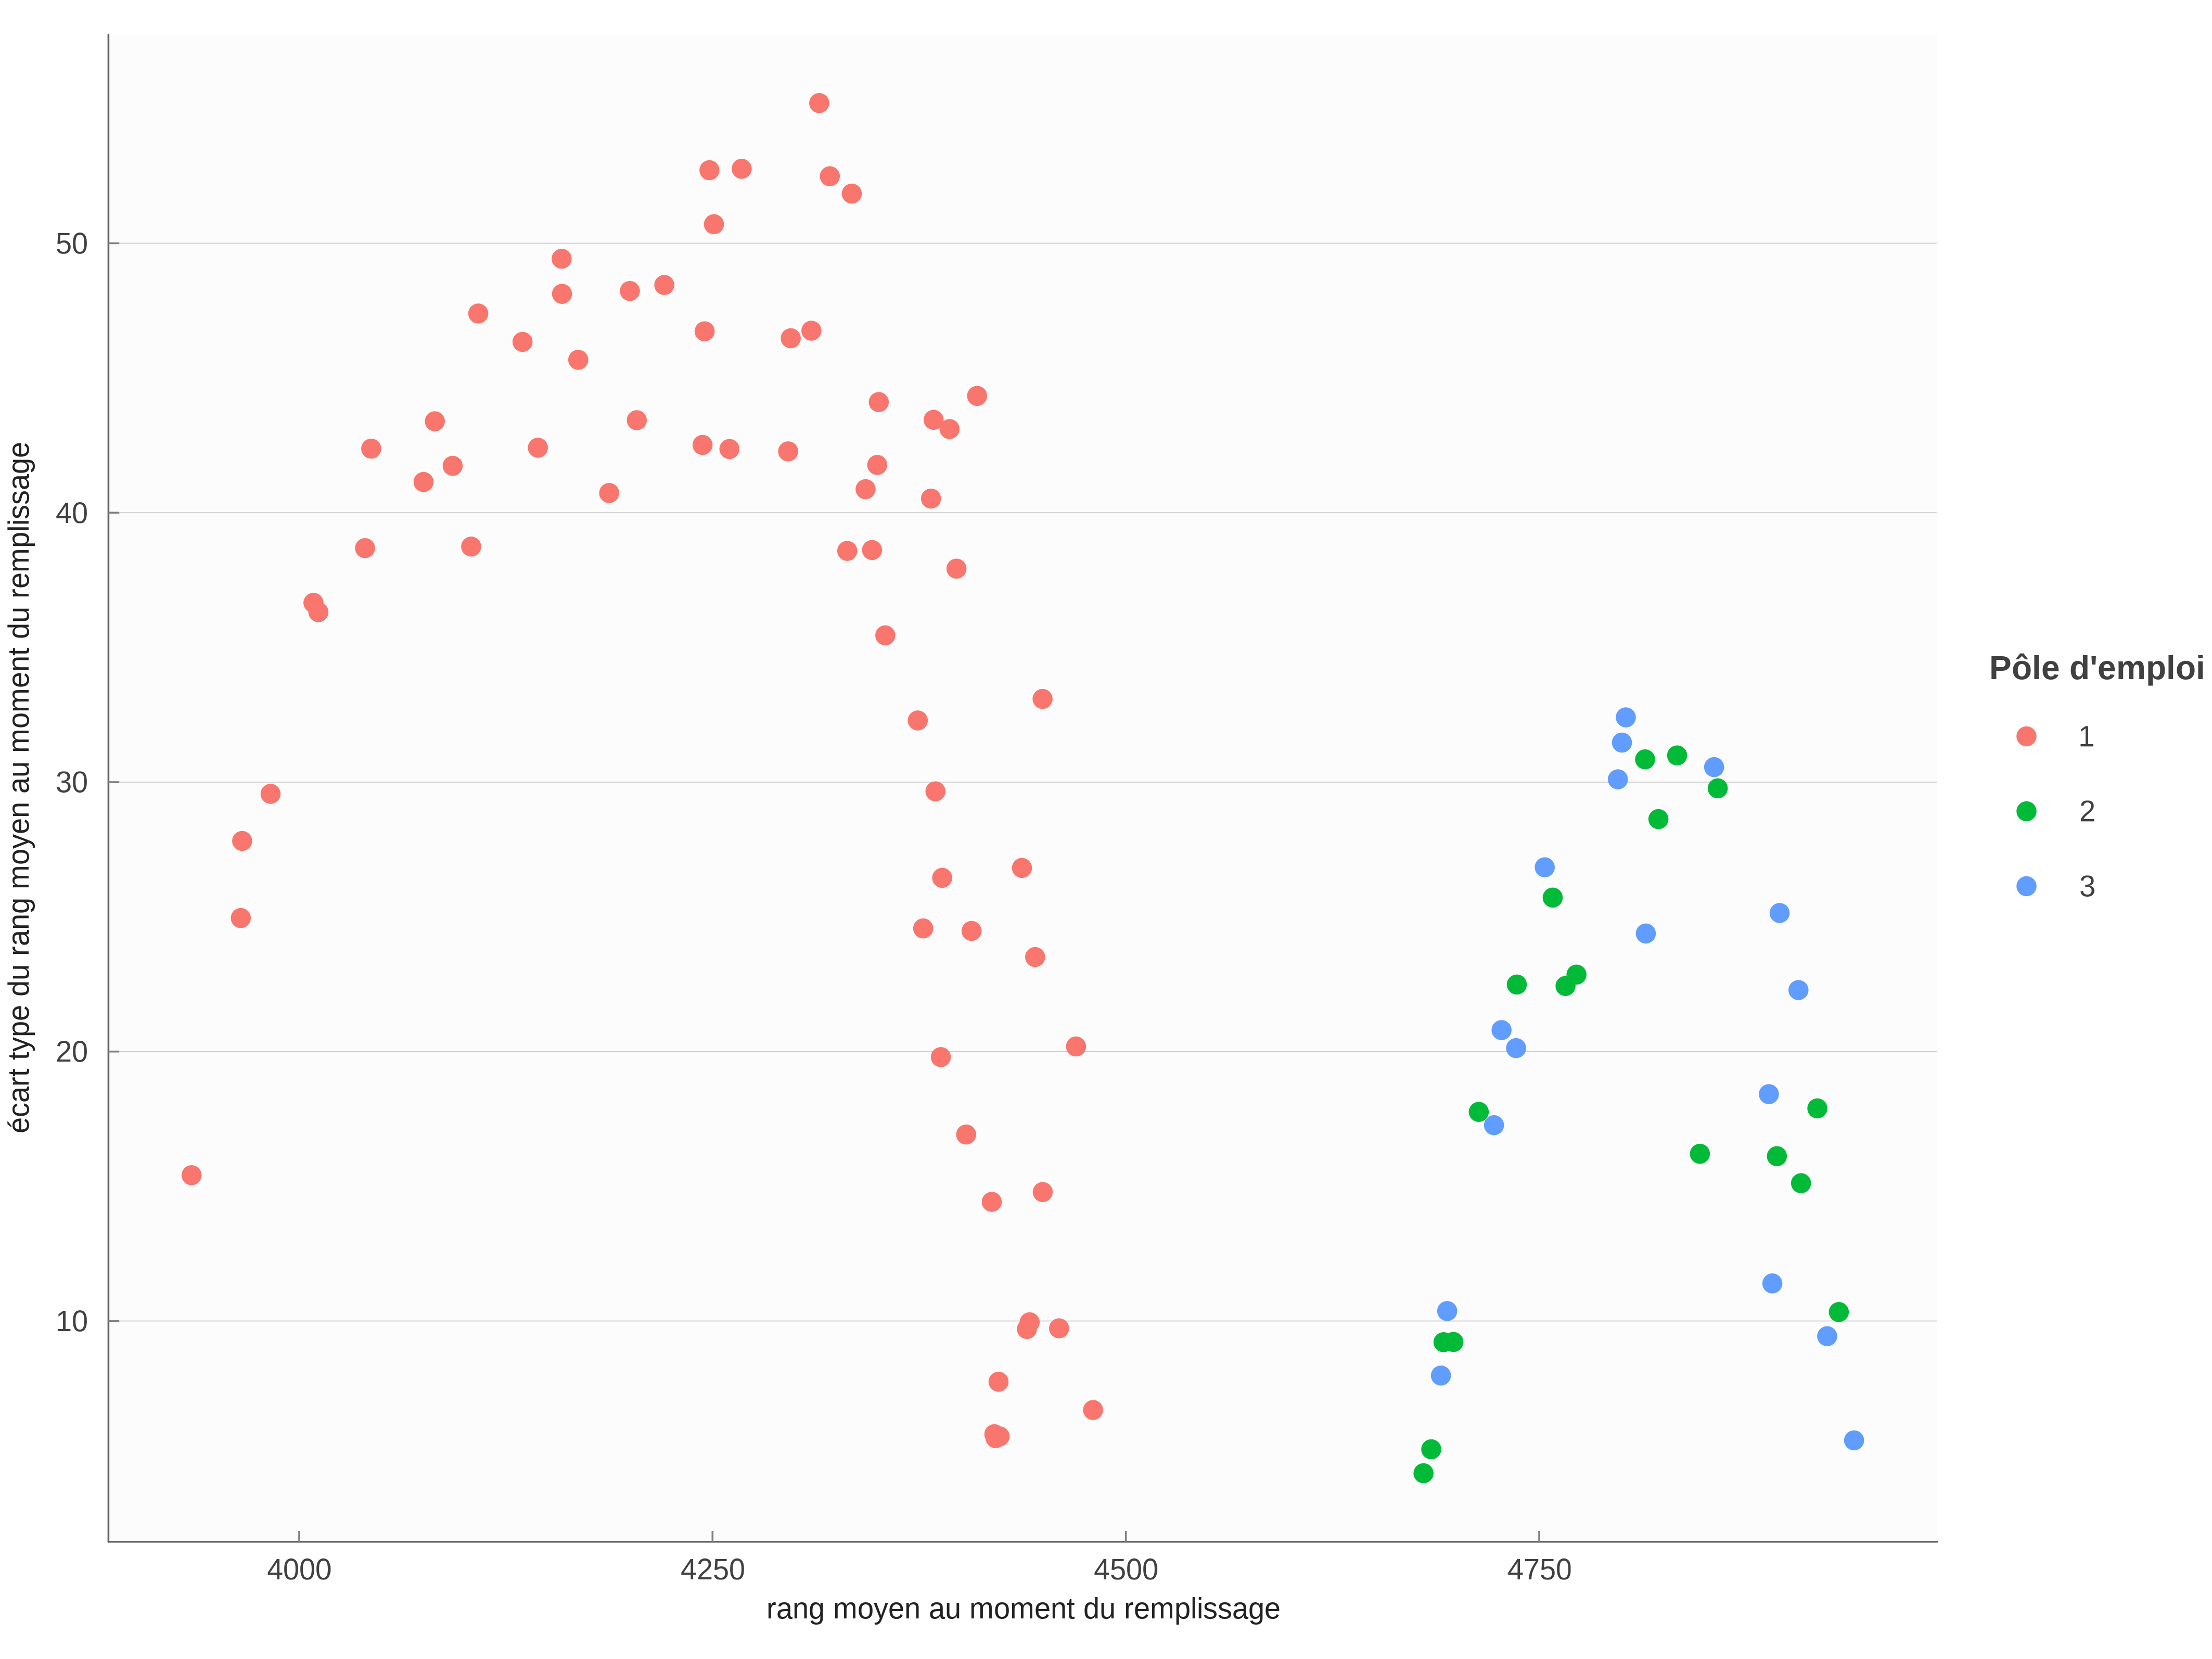 écart type du rang moyen au moment du remplissage
50
40
30
20
10
4000 4250 4500 4750
rang moyen au moment du remplissage
Pôle d'emploi
1
2
3